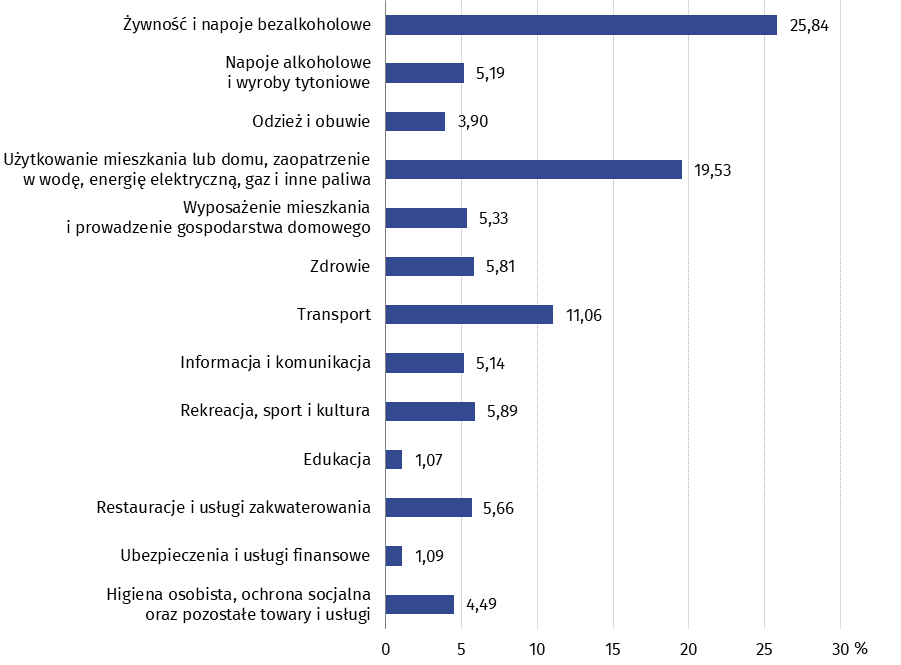 Żywność i napoje bezalkoholowe 25,84
Napoje alkoholowe
i wyroby tytoniowe 5,19
Odzież i obuwie 3,90
Użytkowanie mieszkania lub domu, zaopatrzenie
w wodę, energię elektryczną, gaz i inne paliwa 19,53
Wyposażenie mieszkania
i prowadzenie gospodarstwa domowego 5,33
Zdrowie 5,81
Transport 11,06
Informacja i komunikacja 5,14
Rekreacja, sport i kultura 5,89
Edukacja 1,07
Restauracje i usługi zakwaterowania 5,66
Ubezpieczenia i usługi finansowe 1,09
Higiena osobista, ochrona socjalna
oraz pozostałe towary i usługi 4,49
0 5 10 15 20 25 30 %